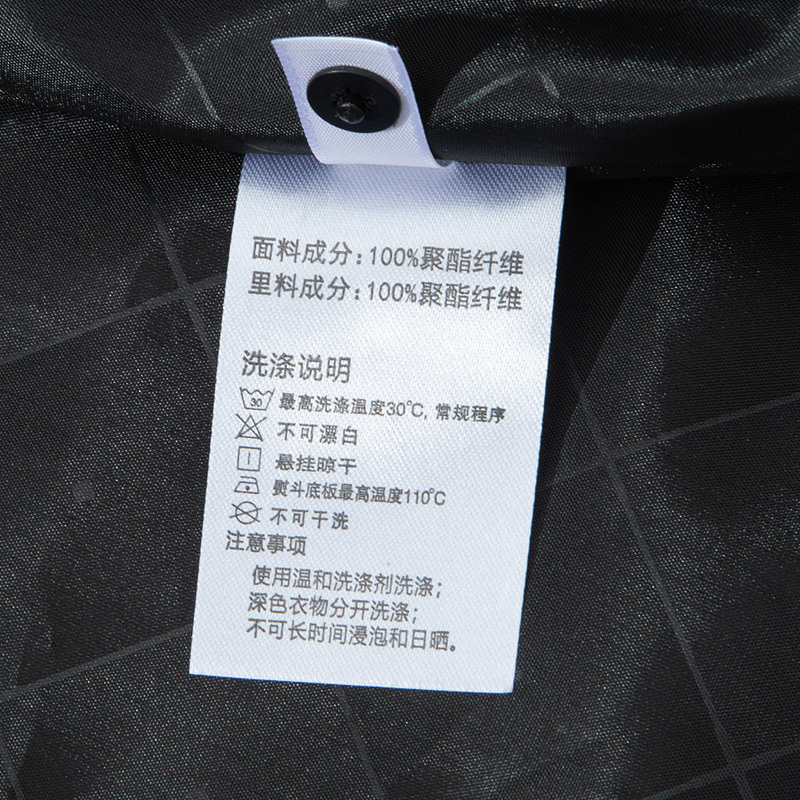 面料成分:100%聚酯纤维
里料成分:100%聚酯纤维
洗涤说明
30 最高洗涤温度30℃, 常规程序
不可漂白
悬挂晾干
熨斗底板最高温度110℃
不可干洗
注意事项
使用温和洗涤剂洗涤;
深色衣物分开洗涤;
不可长时间浸泡和日晒。